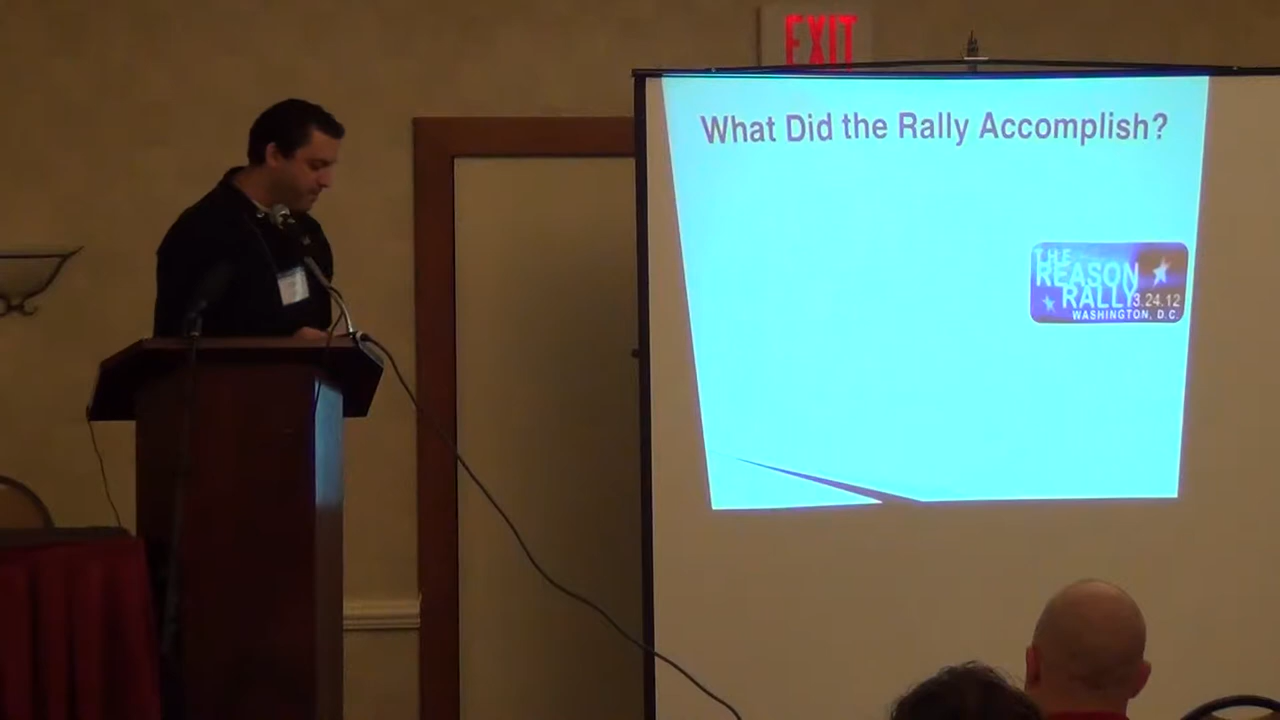 EXIT
What Did the Rally Accomplish?
THE
REASON
RALLY 3.24.12
WASHINGTON, D.C.